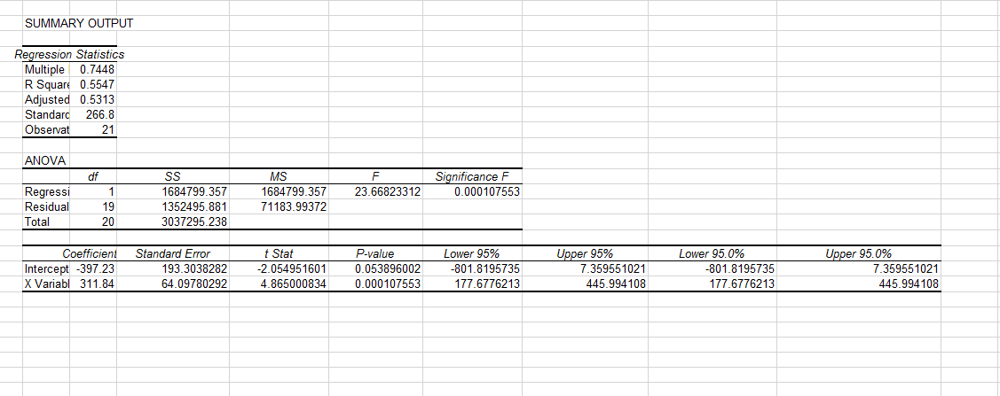 SUMMARY OUTPUT
Regression Statistics
Multiple 0.7448
R Square 0.5547
Adjusted 0.5313
Standard 266.8
Observat 21
ANOVA
df SS MS F Significance F
Regressi 1 1684799.357 1684799.357 23.66823312 0.000107553
Residual 19 1352495.881 71183.99372
Total 20 3037295.238
Coefficient Standard Error t Stat P-value Lower 95% Upper 95% Lower 95.0% Upper 95.0%
Intercept -397.23 193.3038282 -2.054951601 0.053896002 -801.8195735 7.359551021 -801.8195735 7.359551021
X Variabl 311.84 64.09780292 4.865000834 0.000107553 177.6776213 445.994108 177.6776213 445.994108